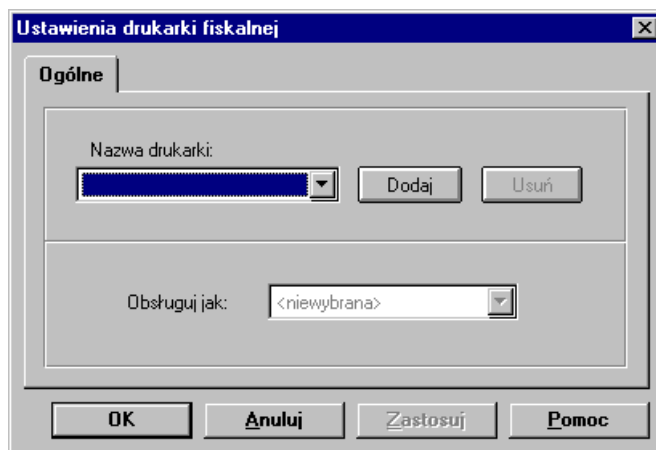 Ustawienia drukarki fiskalnej
Ogólne
Nazwa drukarki:
Dodaj
Usuń
Obsługuj jak:
<niewybrana>
OK
Anuluj
Zastosuj
Pomoc